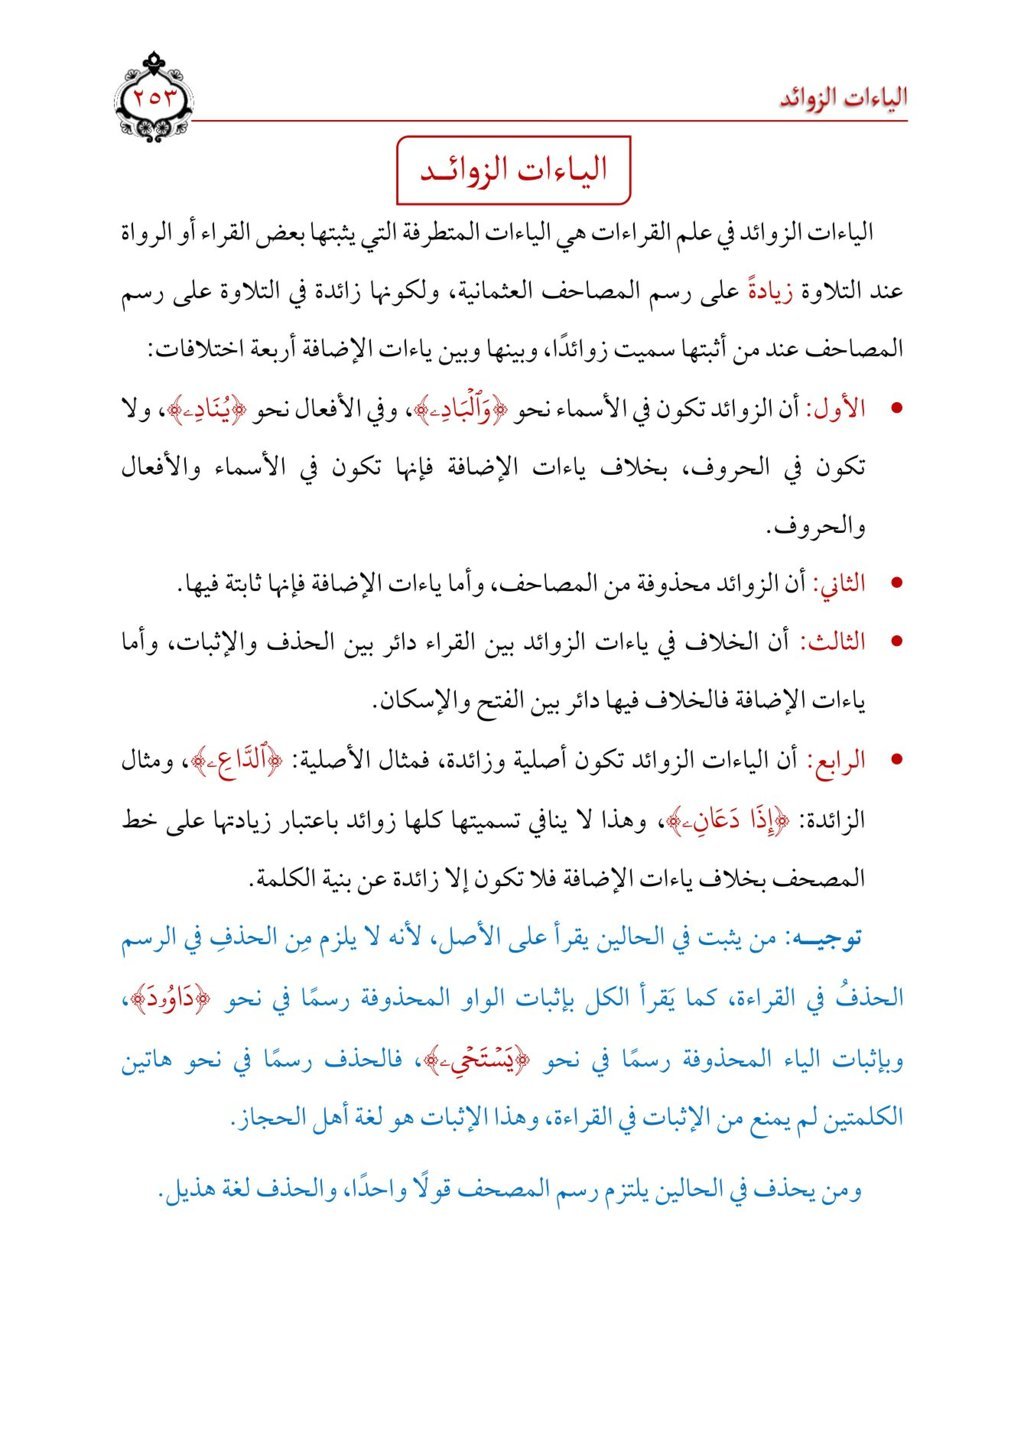 الياءات الزوائد
٢٥٣
الياءات الزوائـد
الياءات الزوائد في علم القراءات هي الياءات المتطرفة التي يثبتها بعض القراء أو الرواة
عند التلاوة زيادةً على رسم المصاحف العثمانية، ولكونها زائدة في التلاوة على رسم
المصاحف عند من أثبتها سميت زوائدًا، وبينها وبين ياءات الإضافة أربعة اختلافات:
• الأول: أن الزوائد تكون في الأسماء نحو ﴿وَٱلْبَادِۦ﴾، وفي الأفعال نحو ﴿يُنَادِۦ﴾، ولا
تكون في الحروف، بخلاف ياءات الإضافة فإنها تكون في الأسماء والأفعال
والحروف.
• الثاني: أن الزوائد محذوفة من المصاحف، وأما ياءات الإضافة فإنها ثابتة فيها.
• الثالث: أن الخلاف في ياءات الزوائد بين القراء دائر بين الحذف والإثبات، وأما
ياءات الإضافة فالخلاف فيها دائر بين الفتح والإسكان.
• الرابع: أن الياءات الزوائد تكون أصلية وزائدة، فمثال الأصلية: ﴿ٱلدَّاعِۦ﴾، ومثال
الزائدة: ﴿إِذَا دَعَانِۦ﴾، وهذا لا ينافي تسميتها كلها زوائد باعتبار زيادتها على خط
المصحف بخلاف ياءات الإضافة فلا تكون إلا زائدة عن بنية الكلمة.
توجيـــه: من يثبت في الحالين يقرأ على الأصل، لأنه لا يلزم مِن الحذفِ في الرسم
الحذفُ في القراءة، كما يَقرأ الكل بإثبات الواو المحذوفة رسمًا في نحو ﴿دَاوُۥدَ﴾،
وبإثبات الياء المحذوفة رسمًا في نحو ﴿يَسْتَحْىِۦ﴾، فالحذف رسمًا في نحو هاتين
الكلمتين لم يمنع من الإثبات في القراءة، وهذا الإثبات هو لغة أهل الحجاز.
ومن يحذف في الحالين يلتزم رسم المصحف قولًا واحدًا، والحذف لغة هذيل.